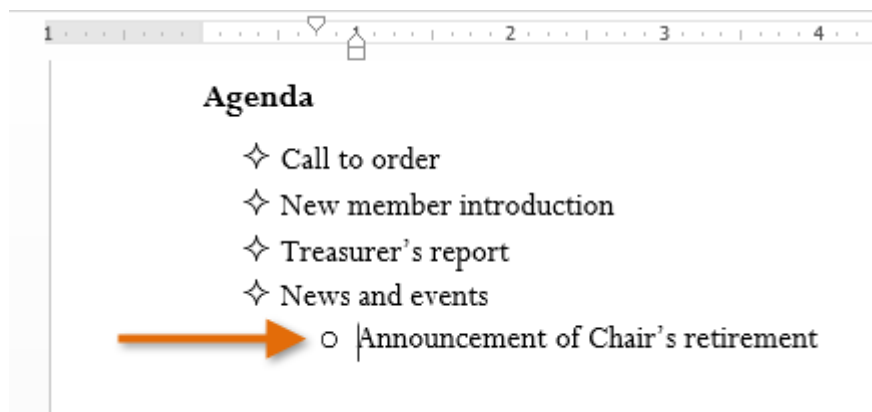 1 1 2 3 4
Agenda
✧ Call to order
✧ New member introduction
✧ Treasurer’s report
✧ News and events
○ Announcement of Chair’s retirement